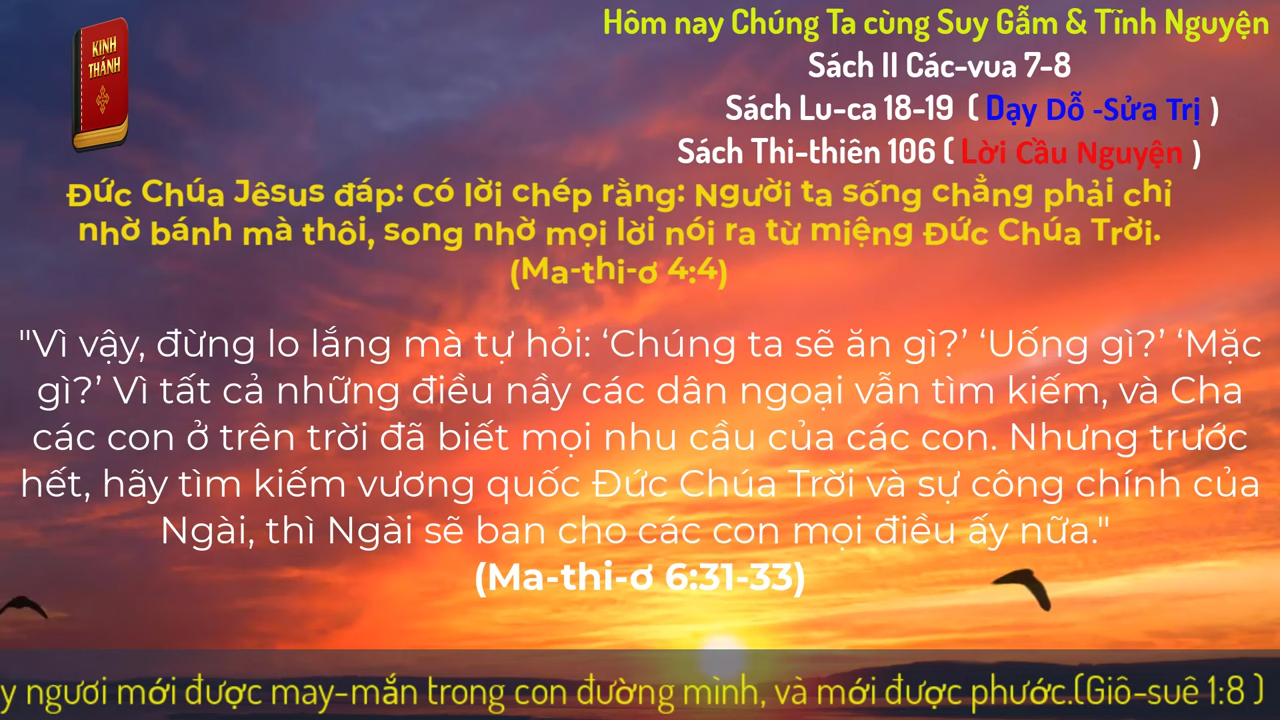 KINH
THÁNH
Hôm nay Chúng Ta cùng Suy Gẫm & Tĩnh Nguyện
Sách II Các-vua 7-8
Sách Lu-ca 18-19 ( Dạy Dỗ -Sửa Trị )
Sách Thi-thiên 106 ( Lời Cầu Nguyện )
Đức Chúa Jêsus đáp: Có lời chép rằng: Người ta sống chẳng phải chỉ
nhờ bánh mà thôi, song nhờ mọi lời nói ra từ miệng Đức Chúa Trời.
(Ma-thi-ơ 4:4)
"Vì vậy, đừng lo lắng mà tự hỏi: ‘Chúng ta sẽ ăn gì?’ ‘Uống gì?’ ‘Mặc
gì?’ Vì tất cả những điều nầy các dân ngoại vẫn tìm kiếm, và Cha
các con ở trên trời đã biết mọi nhu cầu của các con. Nhưng trước
hết, hãy tìm kiếm vương quốc Đức Chúa Trời và sự công chính của
Ngài, thì Ngài sẽ ban cho các con mọi điều ấy nữa."
(Ma-thi-ơ 6:31-33)
y ngươi mới được may-mắn trong con đường mình, và mới được phước.(Giô-suê 1:8 )